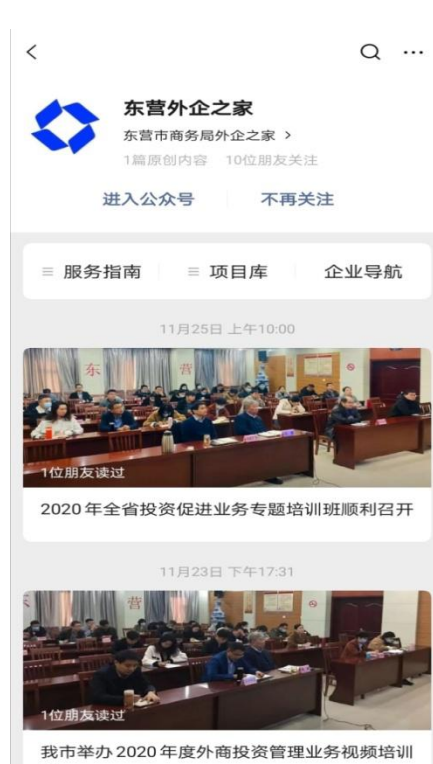 东营外企之家
东营市商务局外企之家 >
1篇原创内容 10位朋友关注
进入公众号 不再关注
≡ 服务指南 ≡ 项目库 企业导航
11月25日 上午10:00
东 营
1位朋友读过
2020年全省投资促进业务专题培训班顺利召开
11月23日 下午17:31
营
1位朋友读过
我市举办2020年度外商投资管理业务视频培训